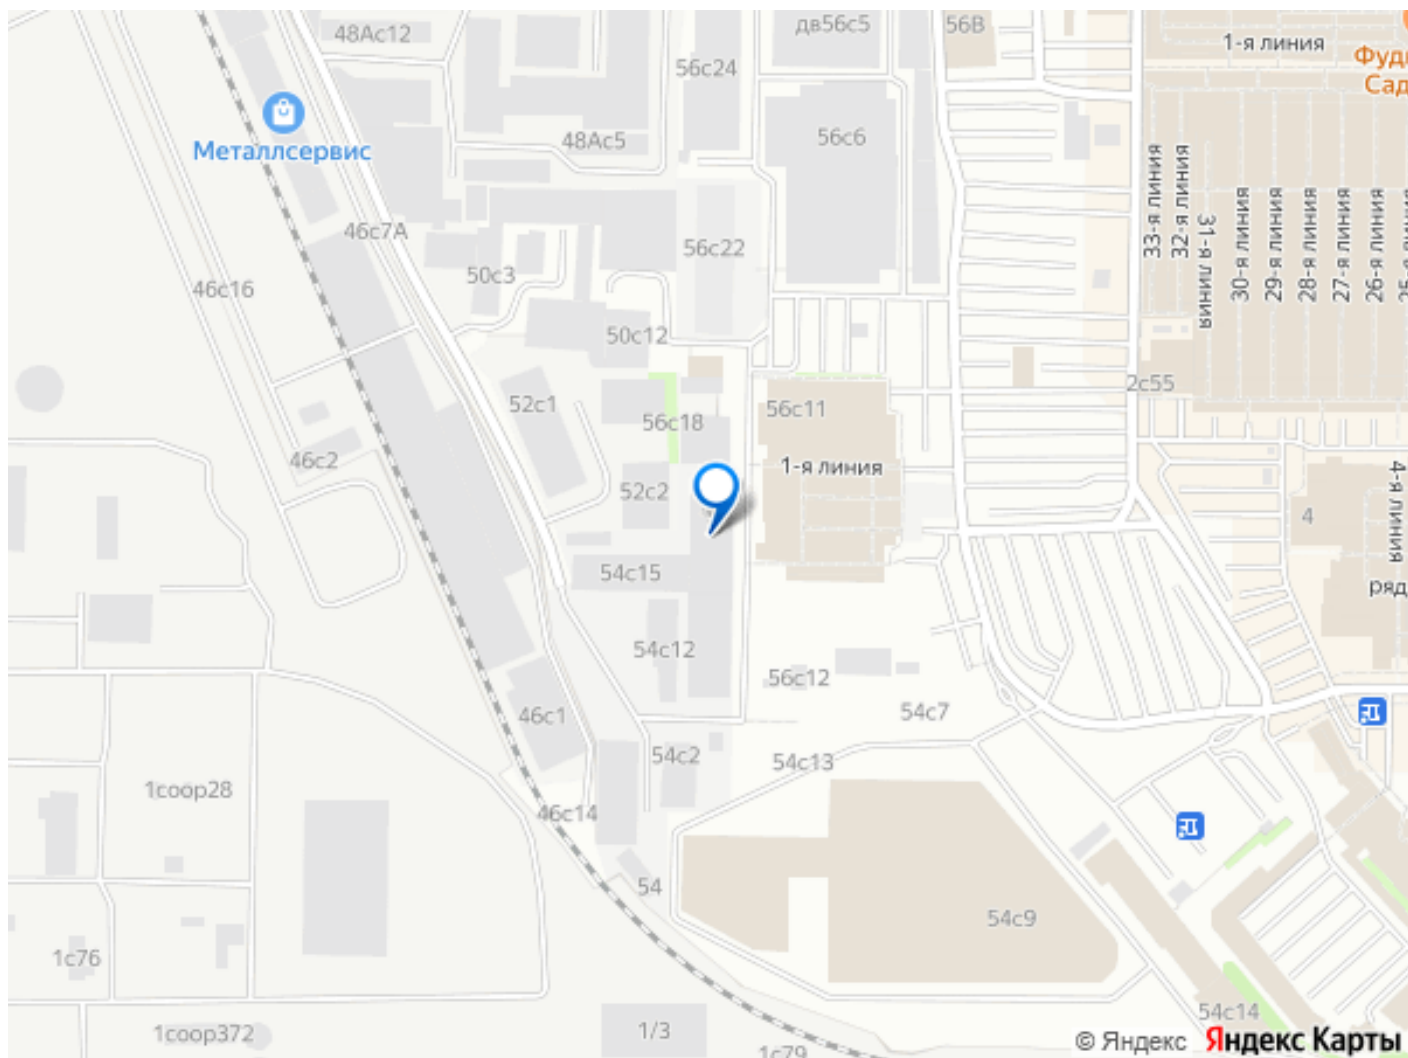 48Ас12
дв56с5
56В
1-я линия
56с24
Металлсервис
48Ас5
56с6
33-я линия
32-я линия
31-я линия
30-я линия
29-я линия
28-я линия
27-я линия
26-я линия
46с7А
56с22
50с3
46с16
50с12
2с55
52с1
56с18
56с11
46с2
1-я линия
52с2
4
4-я линия
54с15
ряд
54с12
56с12
46с1
54с7
54с2
54с13
1соор28
46с14
54
54с9
1с76
54с14
1соор372
1/3
1с79
© Яндекс Яндекс Карты